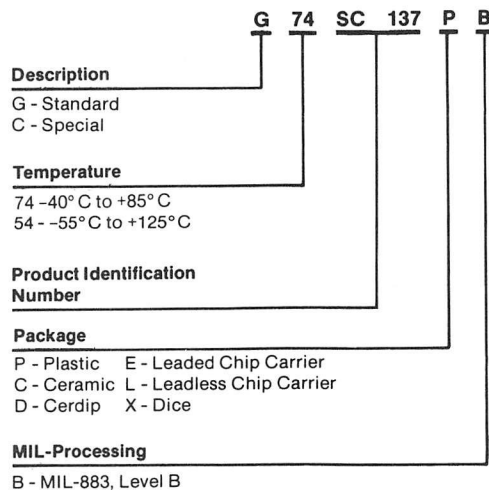 G 74 SC 137 P B
Description
G - Standard
C - Special
Temperature
74 -40° C to +85° C
54 - -55° C to +125° C
Product Identification
Number
Package
P - Plastic E - Leaded Chip Carrier
C - Ceramic L - Leadless Chip Carrier
D - Cerdip X - Dice
MIL-Processing
B - MIL-883, Level B